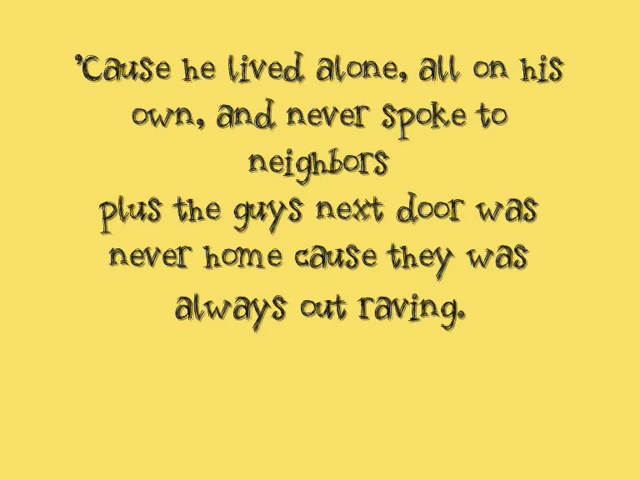 'Cause he lived alone, all on his
own, and never spoke to
neighbors
plus the guys next door was
never home cause they was
always out raving.